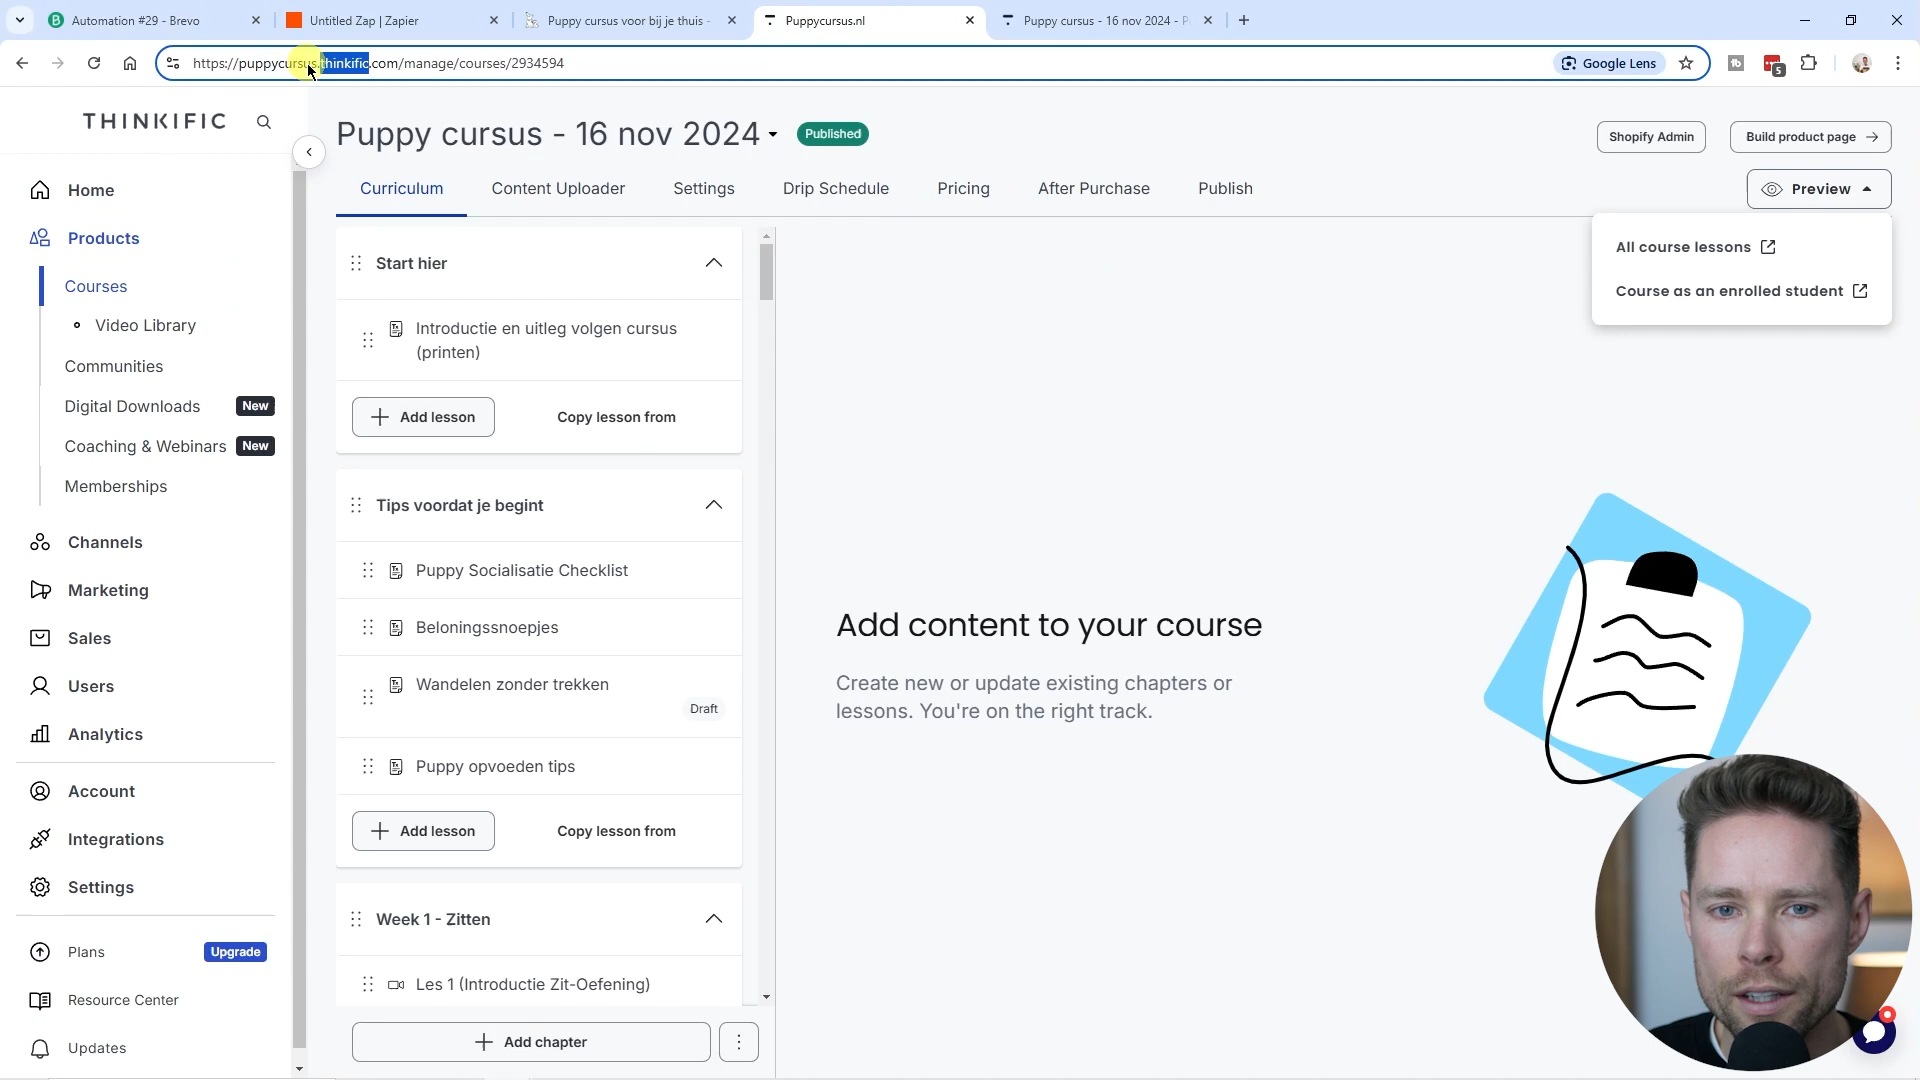 Automation #29 - Brevo
Untitled Zap | Zapier
Puppy cursus voor bij je thuis -
Puppycursus.nl
Puppy cursus - 16 nov 2024 - P
https://puppycursus.thinkific.com/manage/courses/2934594
Google Lens
5
THINKIFIC
Home
Products
Courses
Video Library
Communities
Digital Downloads New
Coaching & Webinars New
Memberships
Channels
Marketing
Sales
Users
Analytics
Account
Integrations
Settings
Plans Upgrade
Resource Center
Updates
Puppy cursus - 16 nov 2024
Published
Shopify Admin
Build product page
Curriculum
Content Uploader
Settings
Drip Schedule
Pricing
After Purchase
Publish
Preview
All course lessons
Course as an enrolled student
Start hier
Introductie en uitleg volgen cursus
(printen)
Add lesson
Copy lesson from
Tips voordat je begint
Puppy Socialisatie Checklist
Beloningssnoepjes
Wandelen zonder trekken
Draft
Puppy opvoeden tips
Add lesson
Copy lesson from
Week 1 - Zitten
Les 1 (Introductie Zit-Oefening)
Add chapter
Add content to your course
Create new or update existing chapters or
lessons. You're on the right track.